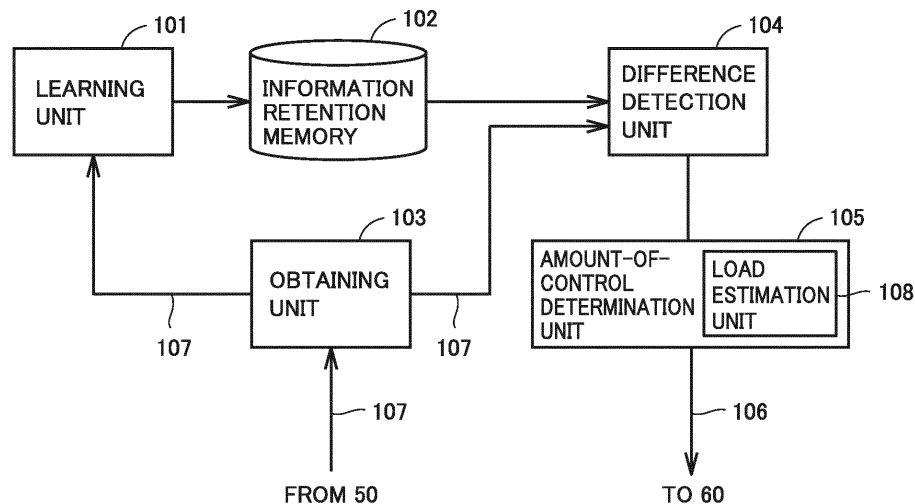 101
LEARNING
UNIT
102
INFORMATION
RETENTION
MEMORY
104
DIFFERENCE
DETECTION
UNIT
103
OBTAINING
UNIT
107
107
105
AMOUNT-OF-
CONTROL
DETERMINATION
UNIT
LOAD
ESTIMATION
UNIT
108
107
106
FROM 50
TO 60